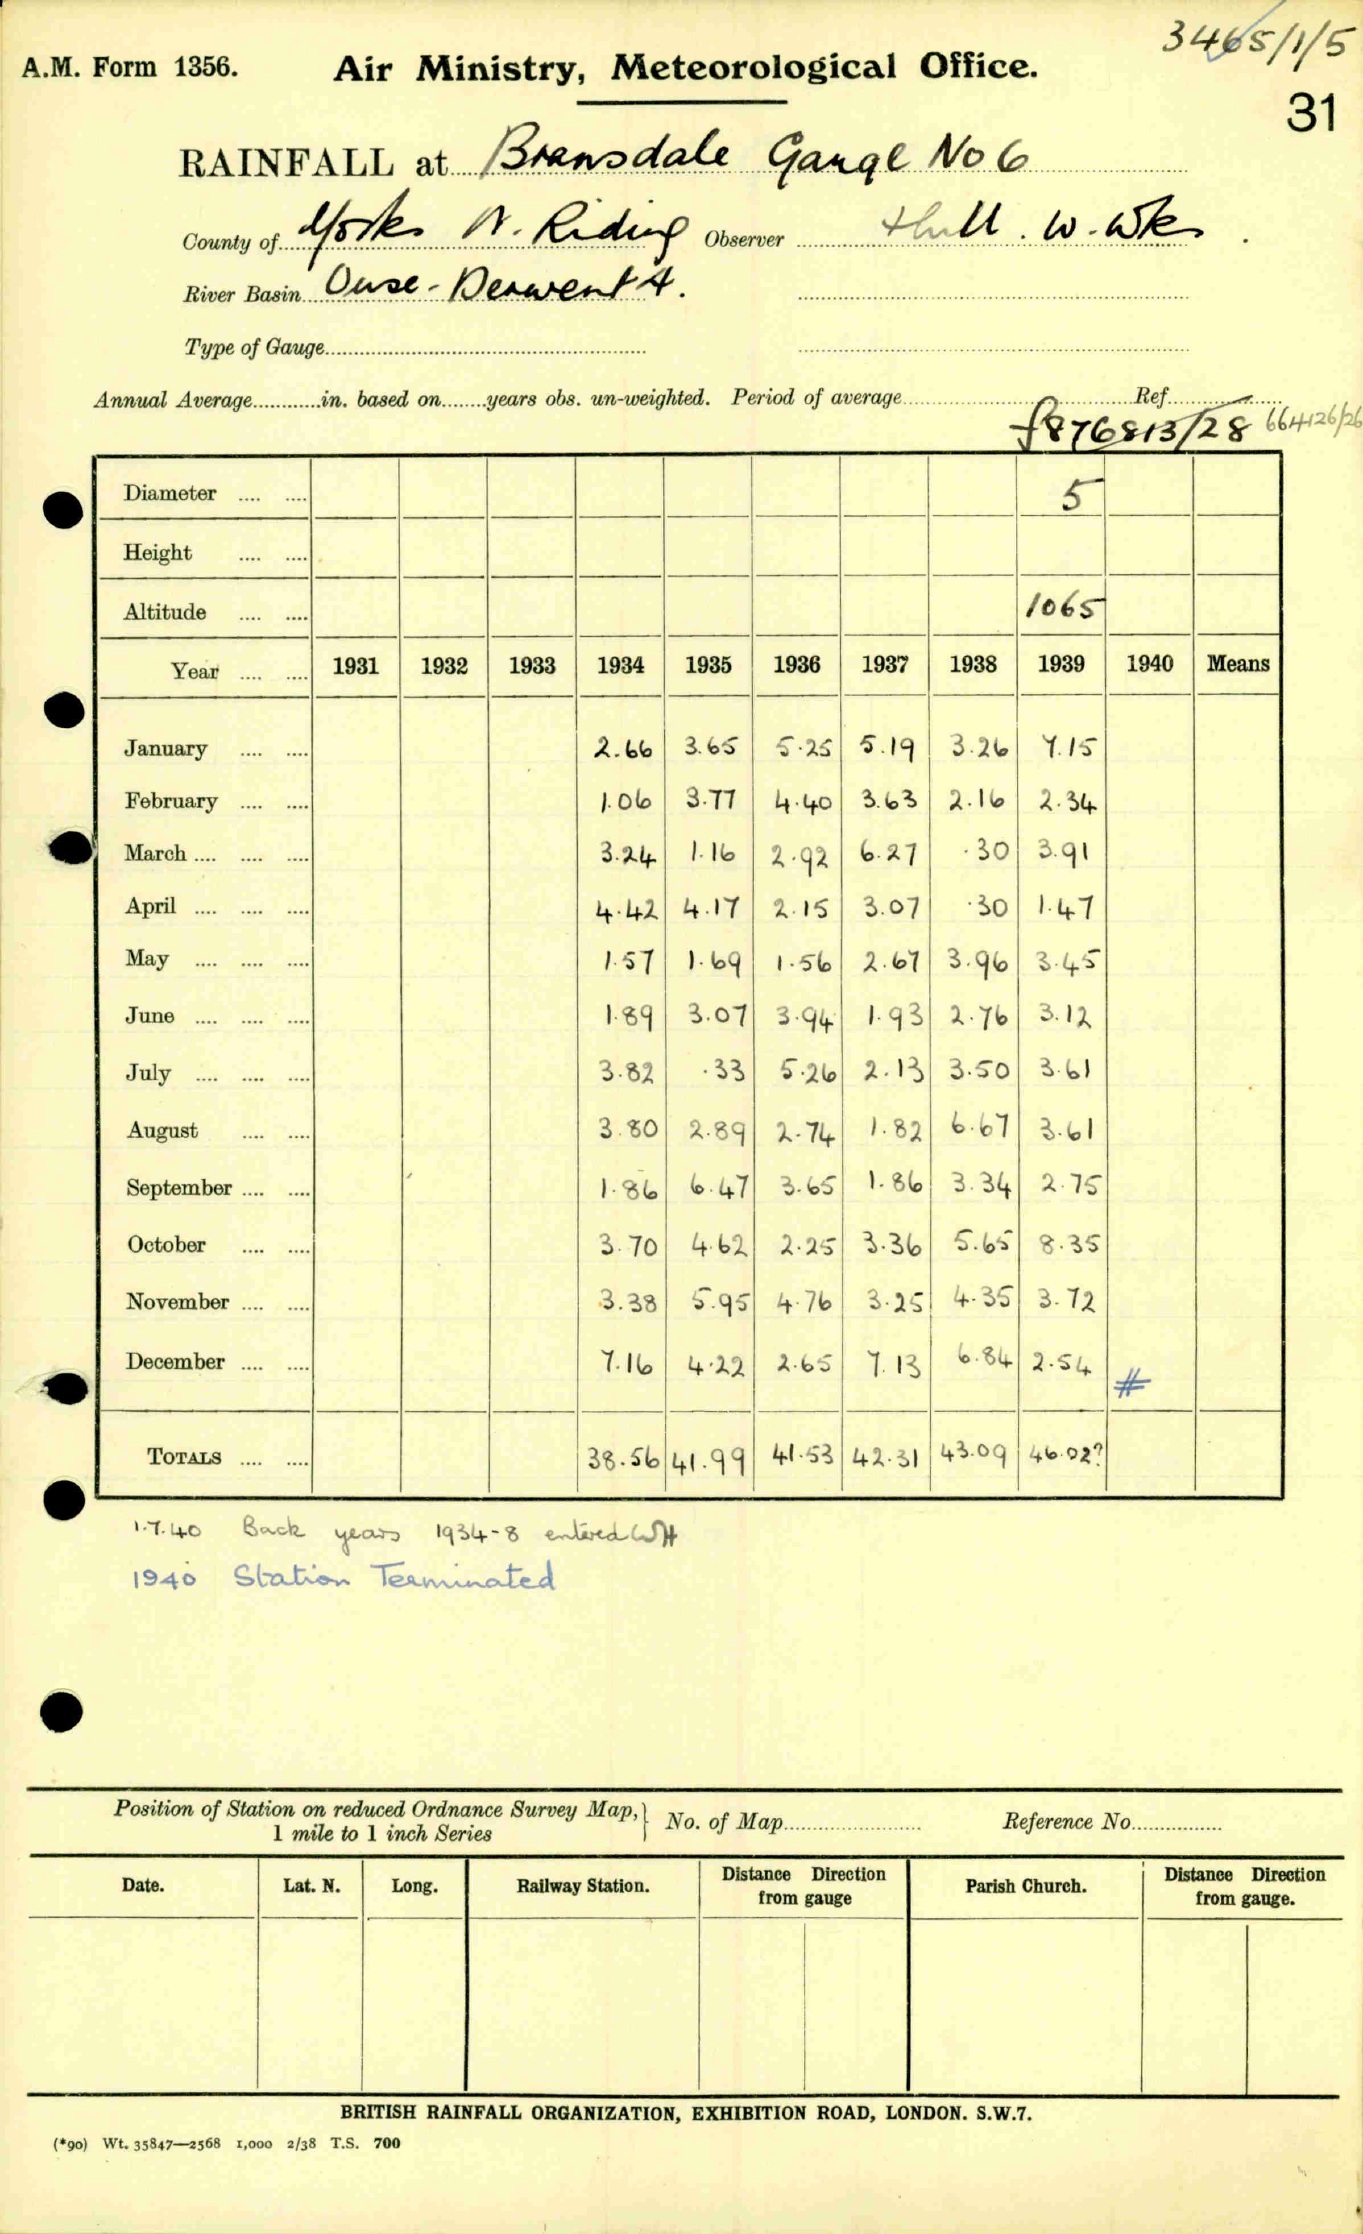 3465/1/5
A.M. Form 1356. Air Ministry, Meteorological Office.
31
RAINFALL at Bransdale Gauge No 6
County of Yorks N. Riding Observer Hull. W. Wks.
River Basin Ouse - Derwent 4.
Type of Gauge
Annual Average in. based on years obs. un-weighted. Period of average Ref.
f876813/28 664126/26
Diameter 5
Height
Altitude 1065
Year 1931 1932 1933 1934 1935 1936 1937 1938 1939 1940 Means
January 2.66 3.65 5.25 5.19 3.26 7.15
February 1.06 3.77 4.40 3.63 2.16 2.34
March 3.24 1.16 2.92 6.27 .30 3.91
April 4.42 4.17 2.15 3.07 .30 1.47
May 1.57 1.69 1.56 2.67 3.96 3.45
June 1.89 3.07 3.94 1.93 2.76 3.12
July 3.82 .33 5.26 2.13 3.50 3.61
August 3.80 2.89 2.74 1.82 6.67 3.61
September 1.86 6.47 3.65 1.86 3.34 2.75
October 3.70 4.62 2.25 3.36 5.65 8.35
November 3.38 5.95 4.76 3.25 4.35 3.72
December 7.16 4.22 2.65 7.13 6.84 2.54 #
TOTALS 38.56 41.99 41.53 42.31 43.09 46.02?
1.7.40 Back years 1934-8 entered WH
1940 Station Terminated
Position of Station on reduced Ordnance Survey Map, 1 mile to 1 inch Series } No. of Map Reference No.
Date. Lat. N. Long. Railway Station. Distance from gauge Direction Parish Church. Distance Direction from gauge.
BRITISH RAINFALL ORGANIZATION, EXHIBITION ROAD, LONDON. S.W.7.
(*90) Wt. 35847—2568 1,000 2/38 T.S. 700